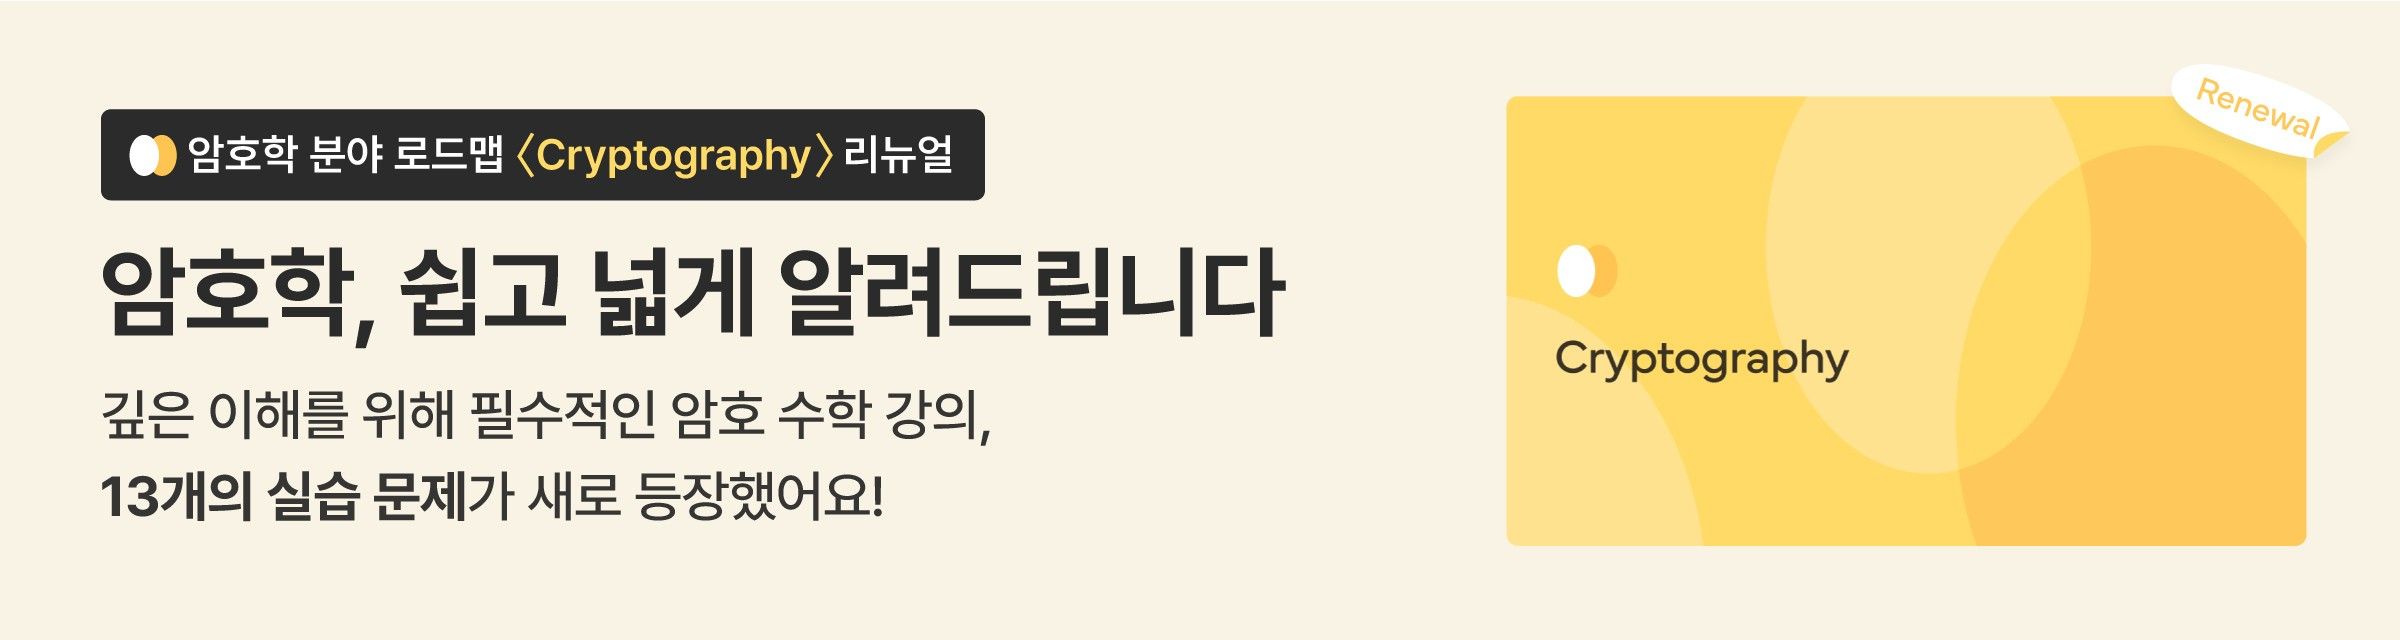 암호학 분야 로드맵 〈Cryptography〉 리뉴얼
암호학, 쉽고 넓게 알려드립니다
깊은 이해를 위해 필수적인 암호 수학 강의,
13개의 실습 문제가 새로 등장했어요!
Renewal
Cryptography